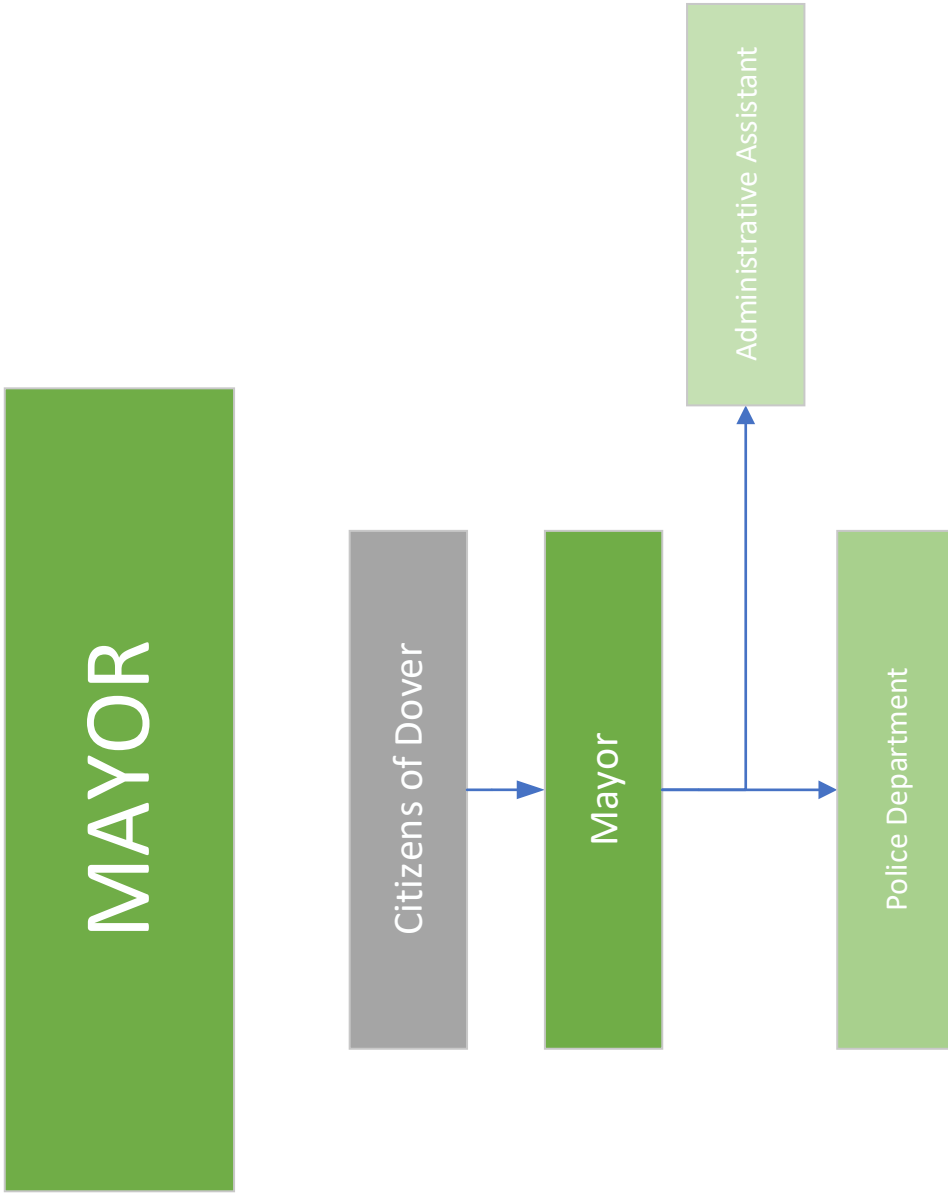 MAYOR
Citizens of Dover
Mayor
Administrative Assistant
Police Department